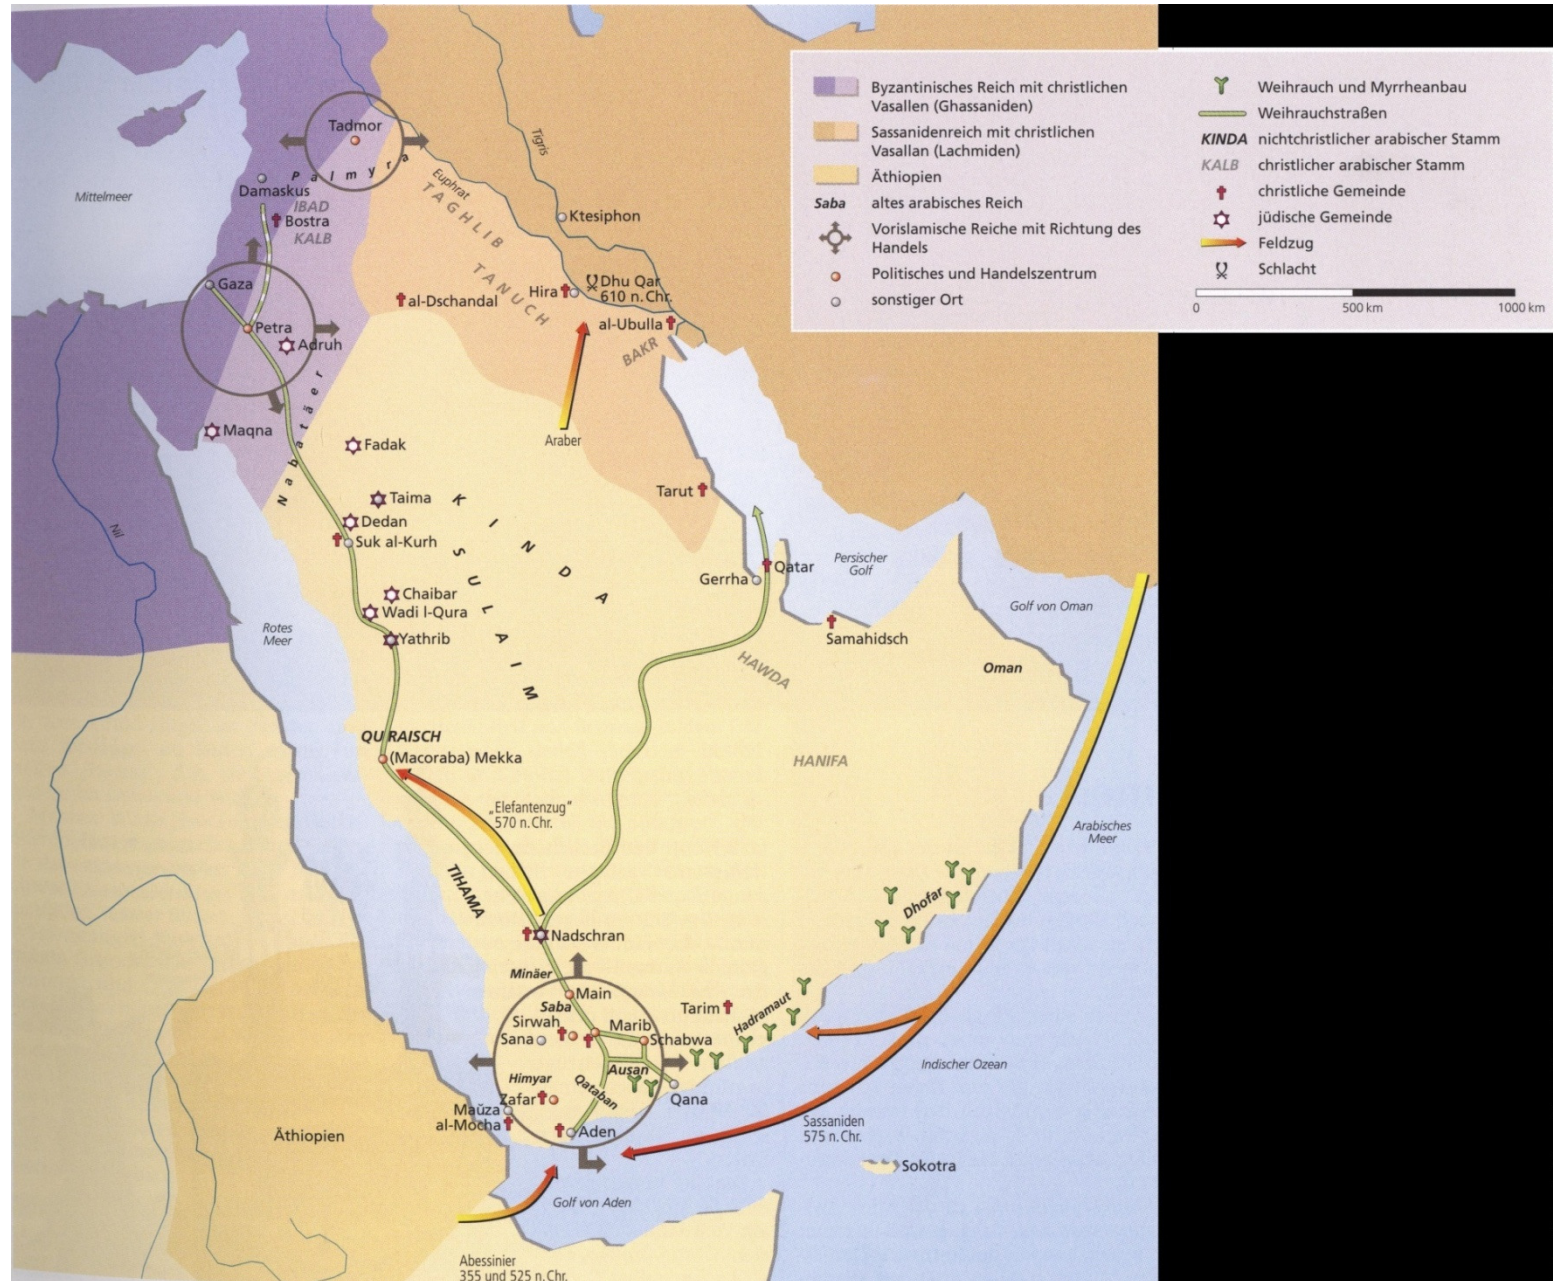 Byzantinisches Reich mit christlichen
Vasallen (Ghassaniden)
Sassanidenreich mit christlichen
Vasallan (Lachmiden)
Äthiopien
Saba altes arabisches Reich
Vorislamische Reiche mit Richtung des
Handels
Politisches und Handelszentrum
sonstiger Ort
Weihrauch und Myrrheanbau
Weihrauchstraßen
KINDA nichtchristlicher arabischer Stamm
KALB christlicher arabischer Stamm
christliche Gemeinde
jüdische Gemeinde
Feldzug
Schlacht
0 500 km 1000 km
Tadmor
Palmyra
Mittelmeer
Damaskus
IBAD
Bostra
KALB
Tigris
Euphrat
TAGHLIB
Ktesiphon
TANUCH
Gaza
Petra
Adruh
al-Dschandal
Hira
Dhu Qar
610 n. Chr.
al-Ubulla
BAKR
Araber
Maqna
Nabatäer
Fadak
Taima
Dedan
Suk al-Kurh
KINDA
SULAIM
Tarut
Nil
Chaibar
Wadi l-Qura
Yathrib
Rotes
Meer
Gerrha
Qatar
Persischer
Golf
Samahidsch
Golf von Oman
Oman
HAWDA
HANIFA
QURAISCH
(Macoraba) Mekka
„Elefantenzug"
570 n. Chr.
Arabisches
Meer
TIHAMA
Dhofar
Nadschran
Minäer
Main
Saba
Sirwah
Marib
Sana
Schabwa
Tarim
Hadramaut
Ausan
Himyar
Qataban
Zafar
Qana
Maŭza
al-Mocha
Aden
Indischer Ozean
Sassaniden
575 n. Chr.
Sokotra
Äthiopien
Golf von Aden
Abessinier
355 und 525 n. Chr.